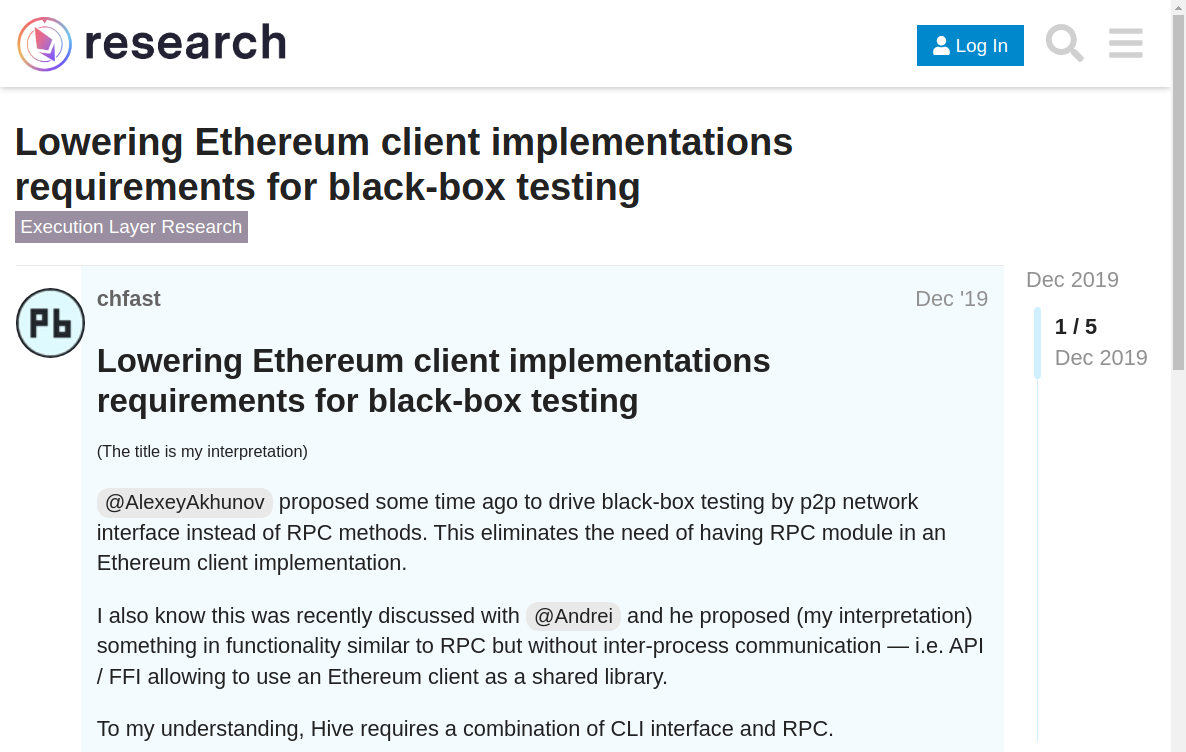 research
Log In
Lowering Ethereum client implementations
requirements for black-box testing
Execution Layer Research
Pb
chfast
Dec '19
Lowering Ethereum client implementations
requirements for black-box testing
(The title is my interpretation)
@AlexeyAkhunov proposed some time ago to drive black-box testing by p2p network
interface instead of RPC methods. This eliminates the need of having RPC module in an
Ethereum client implementation.
I also know this was recently discussed with @Andrei and he proposed (my interpretation)
something in functionality similar to RPC but without inter-process communication — i.e. API
/ FFI allowing to use an Ethereum client as a shared library.
To my understanding, Hive requires a combination of CLI interface and RPC.
Dec 2019
1 / 5
Dec 2019